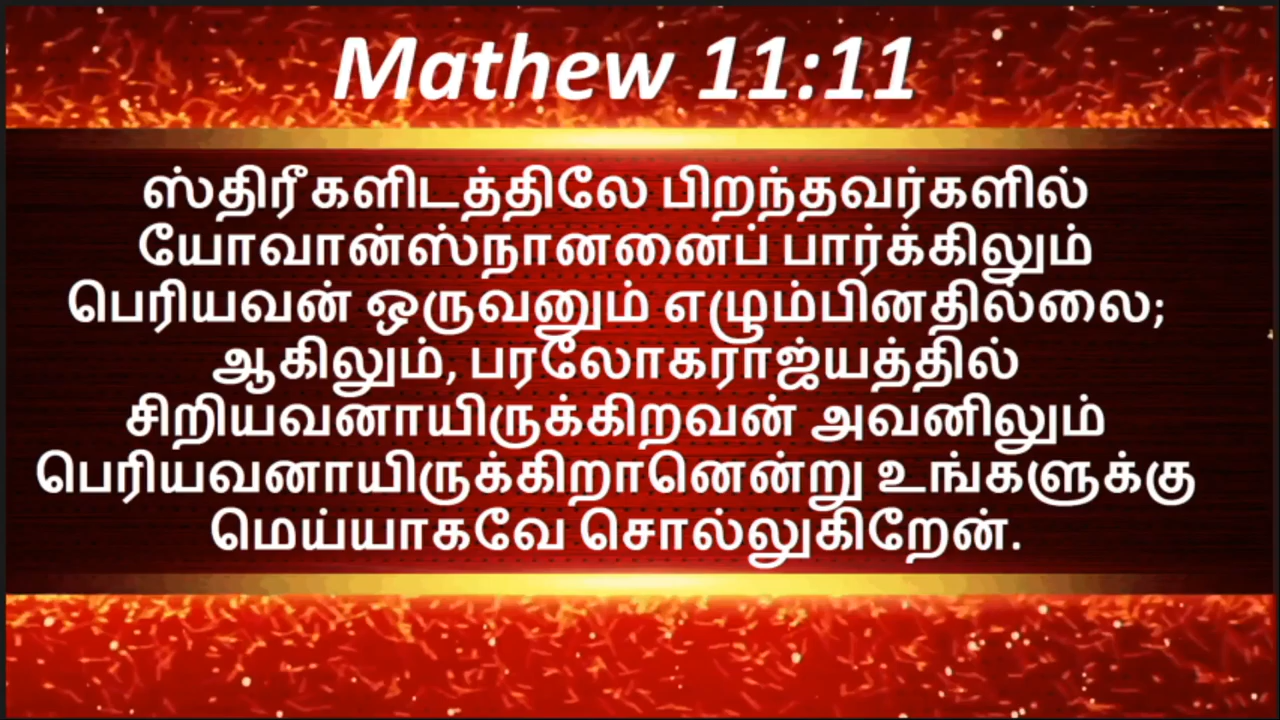 Mathew 11:11
ஸ்திரீகளிடத்திலே பிறந்தவர்களில்
யோவான்ஸ்நானனைப் பார்க்கிலும்
பெரியவன் ஒருவனும் எழும்பினதில்லை;
ஆகிலும், பரலோகராஜ்யத்தில்
சிறியவனாயிருக்கிறவன் அவனிலும்
பெரியவனாயிருக்கிறானென்று உங்களுக்கு
மெய்யாகவே சொல்லுகிறேன்.